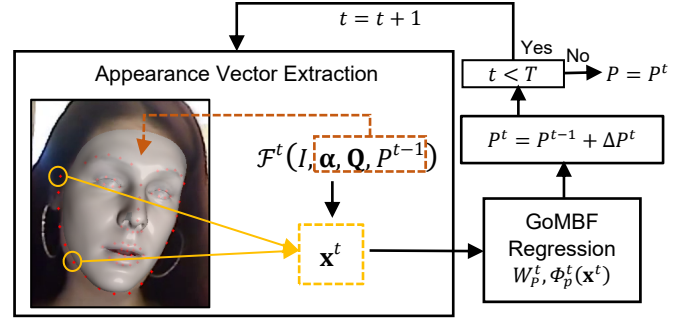 t = t + 1
Yes
No
t < T
P = P^t
Appearance Vector Extraction
P^t = P^{t−1} + ΔP^t
ℱ^t(I, α, Q, P^{t−1})
GoMBF
Regression
W_P^t, Φ_p^t(x^t)
x^t